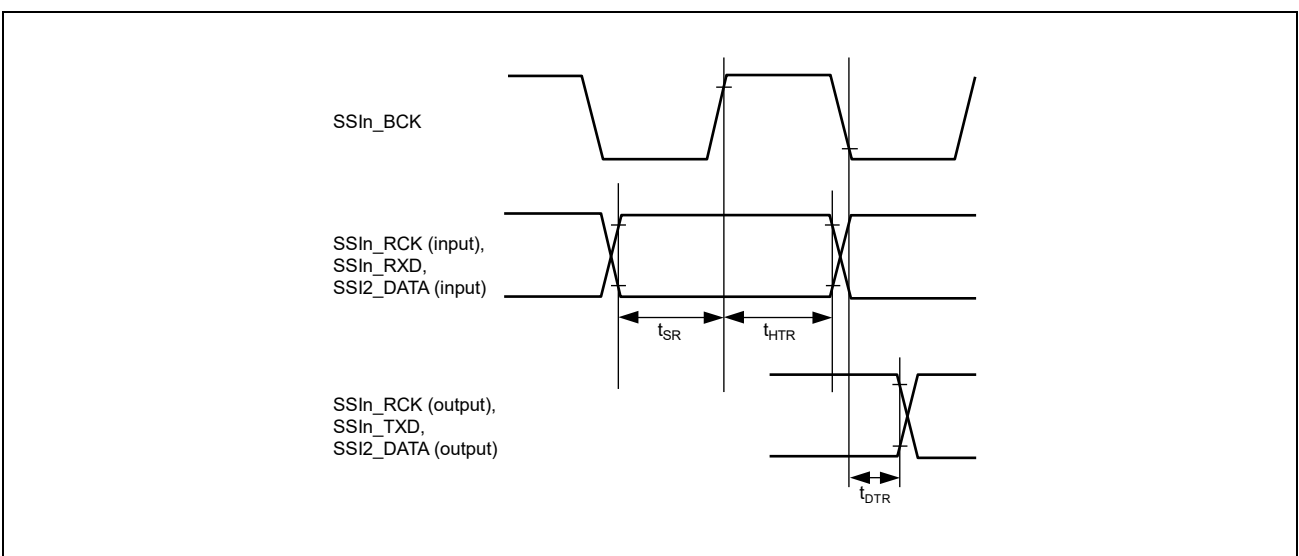 SSIn_BCK
SSIn_RCK (input),
SSIn_RXD,
SSI2_DATA (input)
tSR
tHTR
SSIn_RCK (output),
SSIn_TXD,
SSI2_DATA (output)
tDTR